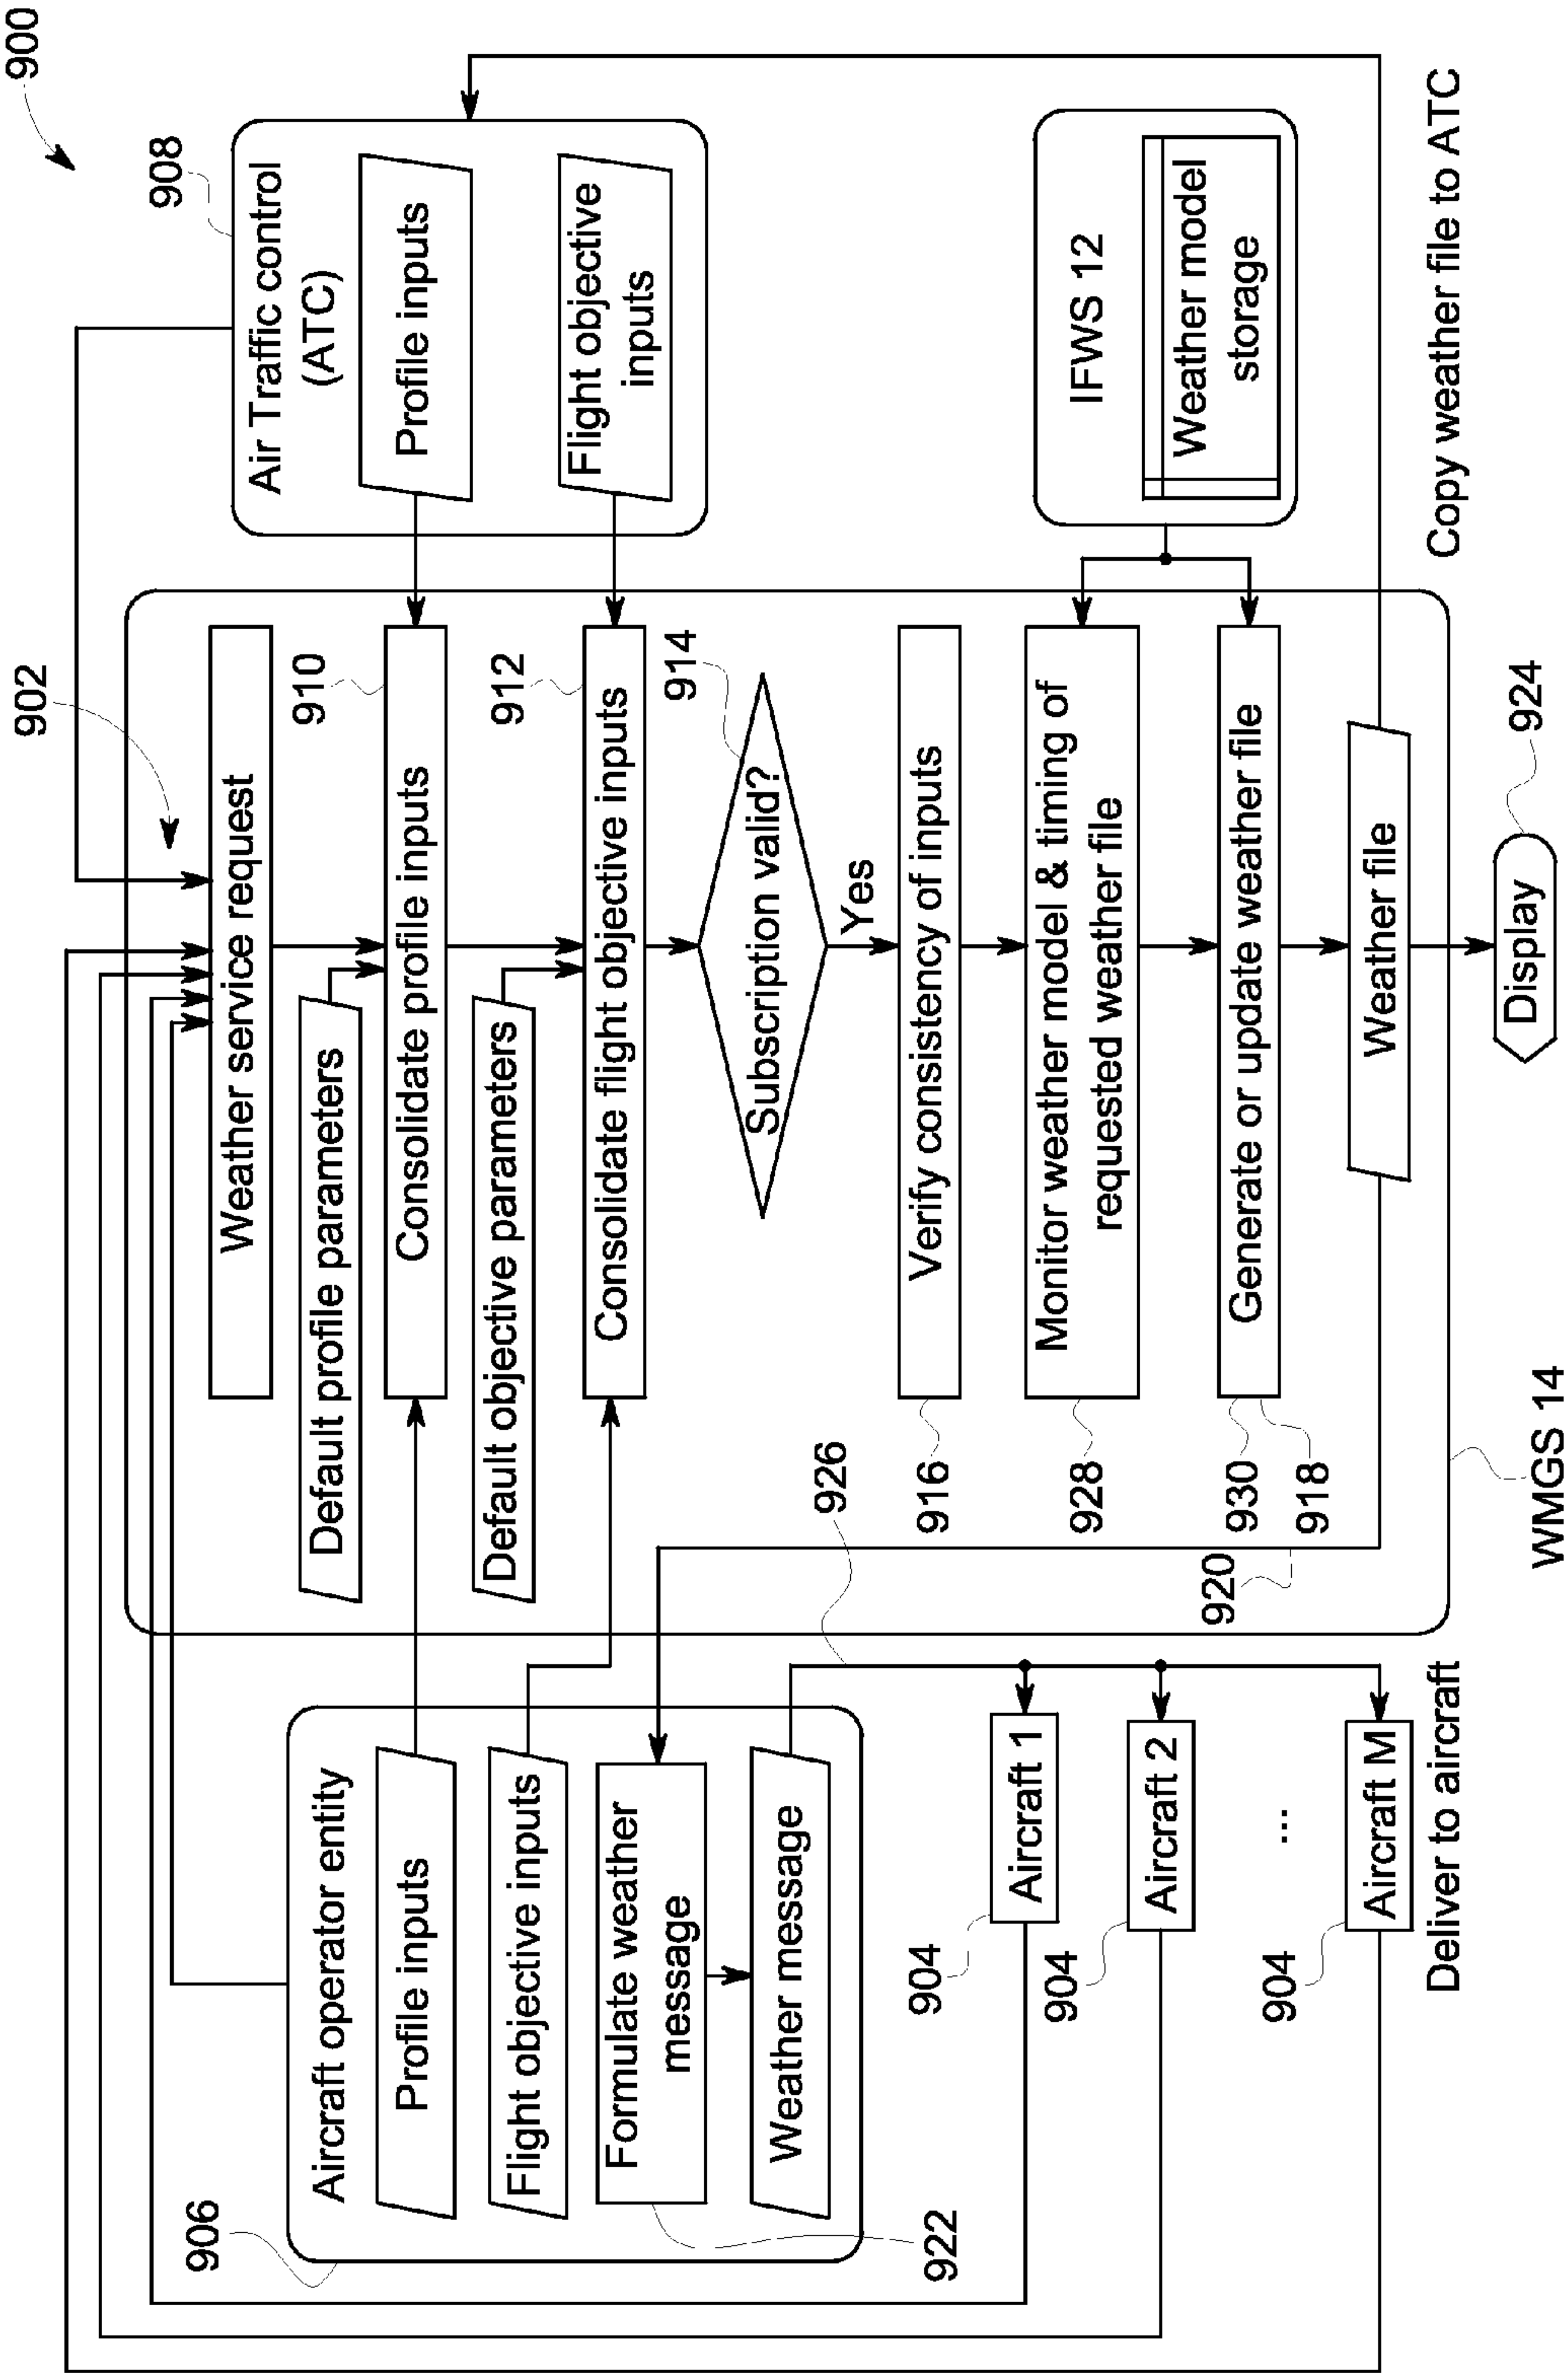 900
902
906
Aircraft operator entity
Profile inputs
Flight objective inputs
Formulate weather
message
Weather message
922
904
Aircraft 1
904
Aircraft 2
...
904
Aircraft M
Deliver to aircraft
926
Weather service request
Default profile parameters
910
Consolidate profile inputs
Default objective parameters
912
Consolidate flight objective inputs
914
Subscription valid?
Yes
916
Verify consistency of inputs
928
Monitor weather model & timing of
requested weather file
930
918
Generate or update weather file
920
Weather file
WMGS 14
Display
924
908
Air Traffic control
(ATC)
Profile inputs
Flight objective
inputs
IFWS 12
Weather model
storage
Copy weather file to ATC